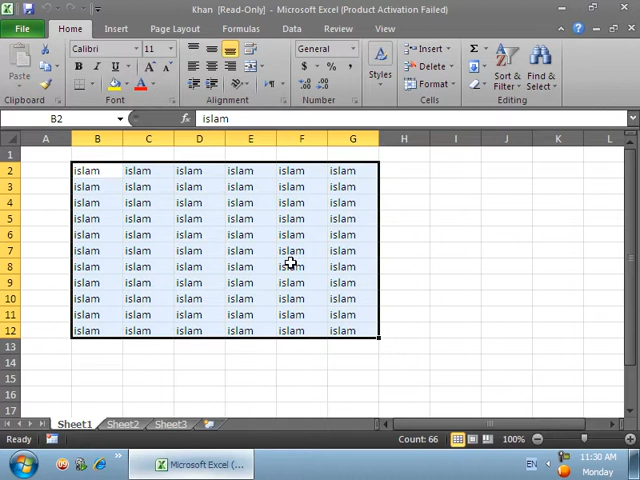 Khan [Read-Only] - Microsoft Excel (Product Activation Failed)
File Home Insert Page Layout Formulas Data Review View
Paste Calibri 11 General Styles Insert Delete Format Sort & Filter Find & Select
B I U $ % ,
Clipboard Font Alignment Number Cells Editing
B2 fx islam
A B C D E F G H I J K L
1
2 islam islam islam islam islam islam
3 islam islam islam islam islam islam
4 islam islam islam islam islam islam
5 islam islam islam islam islam islam
6 islam islam islam islam islam islam
7 islam islam islam islam islam islam
8 islam islam islam islam islam islam
9 islam islam islam islam islam islam
10 islam islam islam islam islam islam
11 islam islam islam islam islam islam
12 islam islam islam islam islam islam
13
14
15
16
17
Sheet1 Sheet2 Sheet3
Ready Count: 66 100%
Microsoft Excel (... EN 11:30 AM
Monday